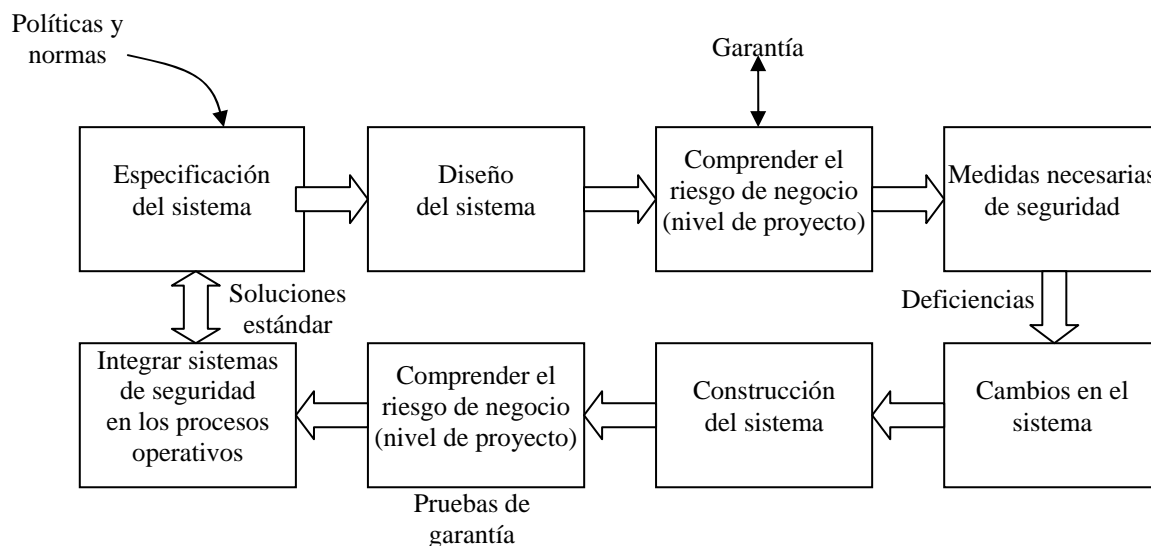 Políticas y
normas
Garantía
Especificación
del sistema
Diseño
del sistema
Comprender el
riesgo de negocio
(nivel de proyecto)
Medidas necesarias
de seguridad
Soluciones
estándar
Deficiencias
Integrar sistemas
de seguridad
en los procesos
operativos
Comprender el
riesgo de negocio
(nivel de proyecto)
Construcción
del sistema
Cambios en el
sistema
Pruebas de
garantía